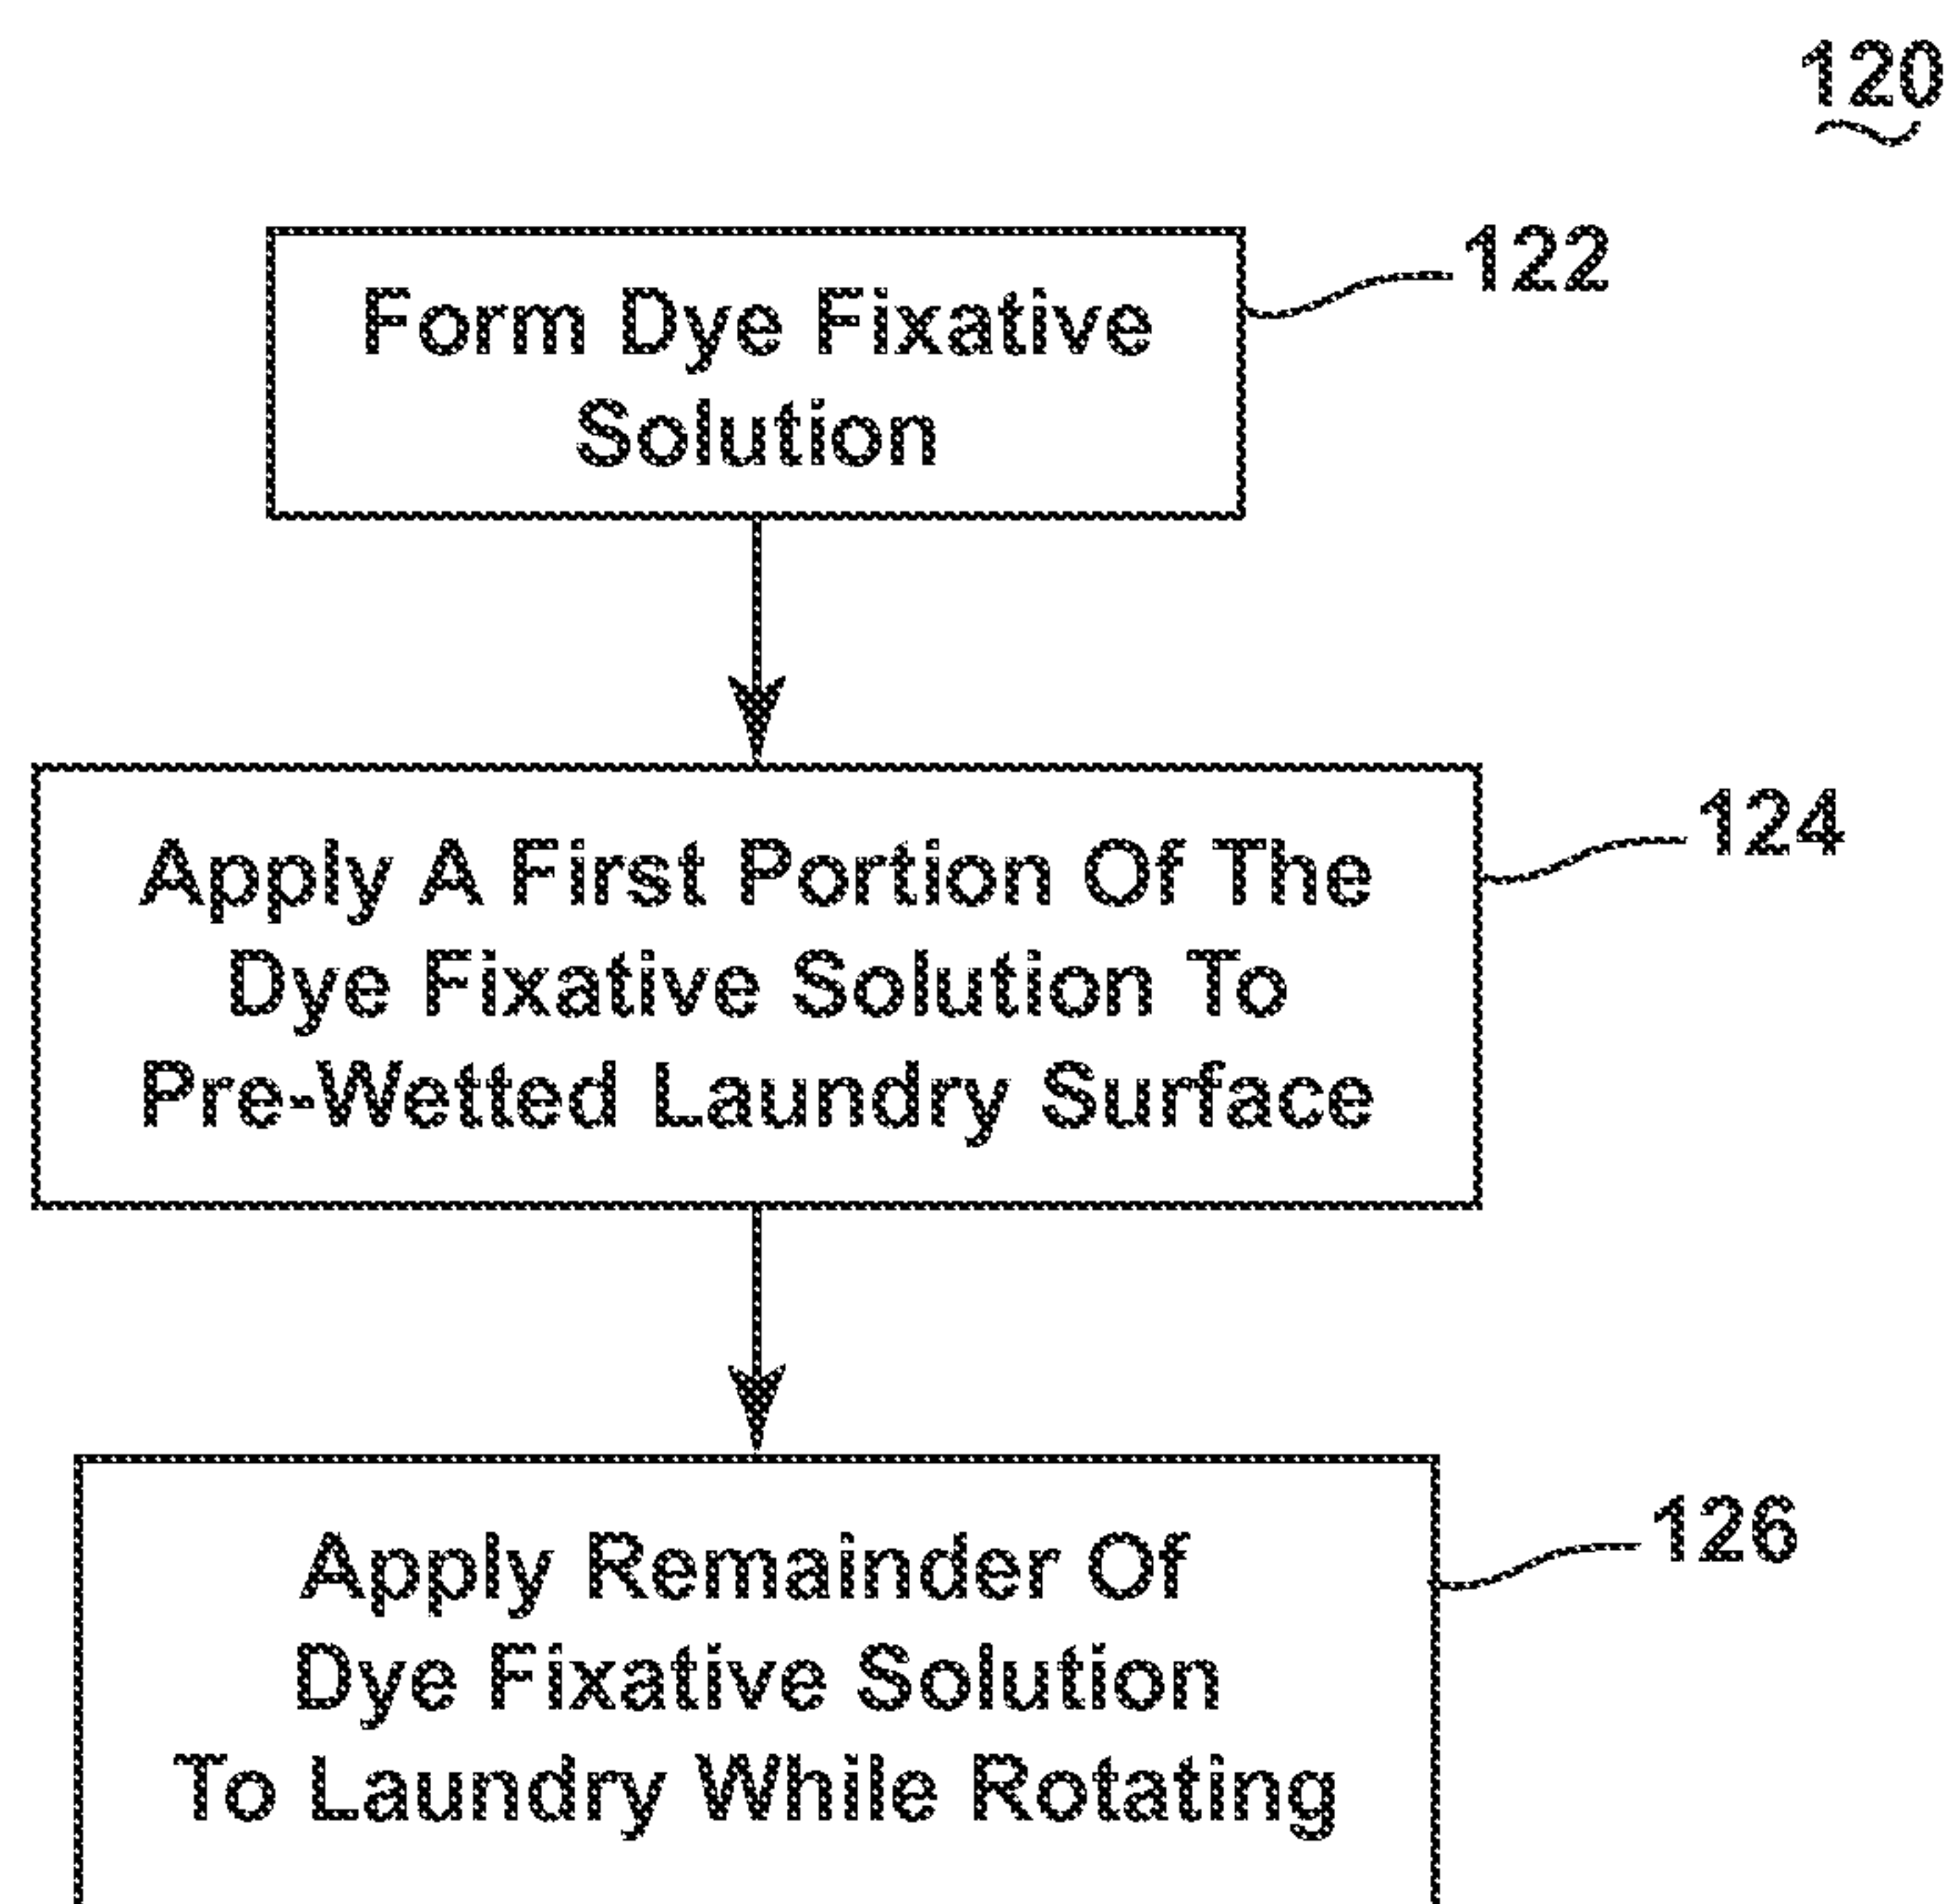 120
122
Form Dye Fixative
Solution
124
Apply A First Portion Of The
Dye Fixative Solution To
Pre-Wetted Laundry Surface
126
Apply Remainder Of
Dye Fixative Solution
To Laundry While Rotating